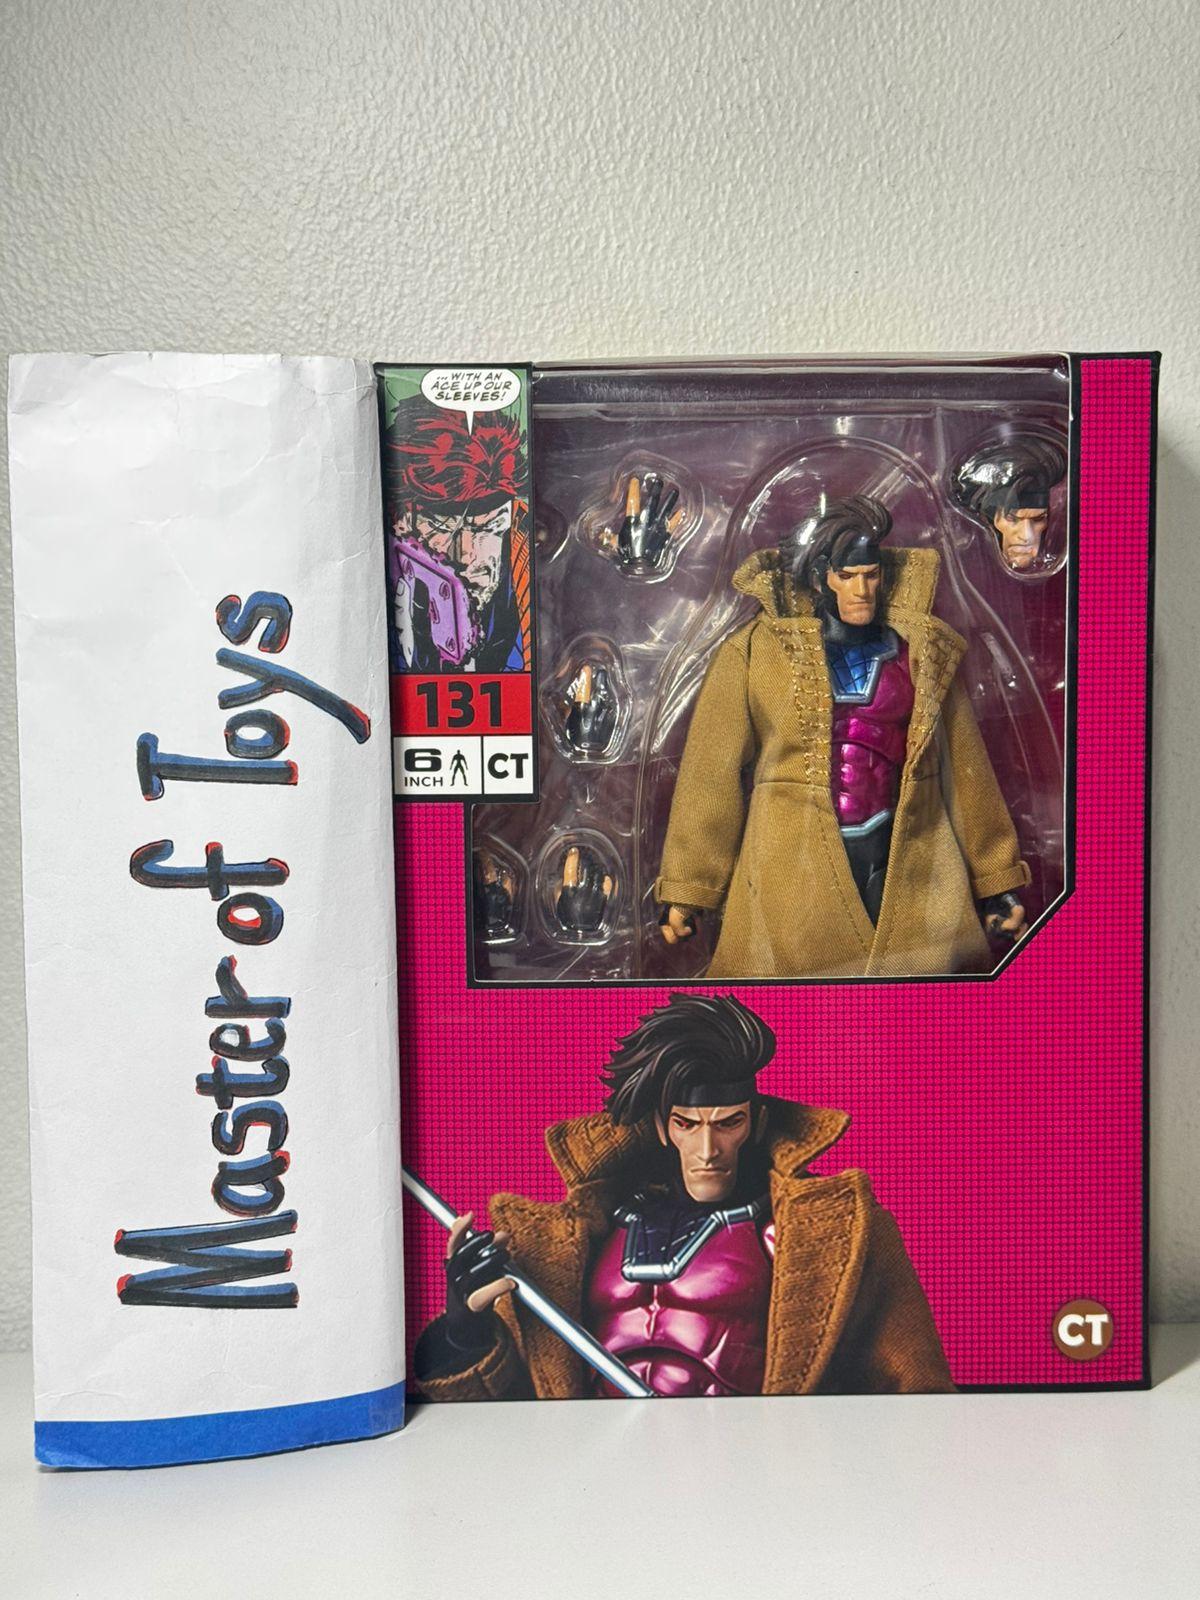 Master of Toys
...WITH AN
ACE UP OUR
SLEEVES!
131
6
INCH
CT
CT